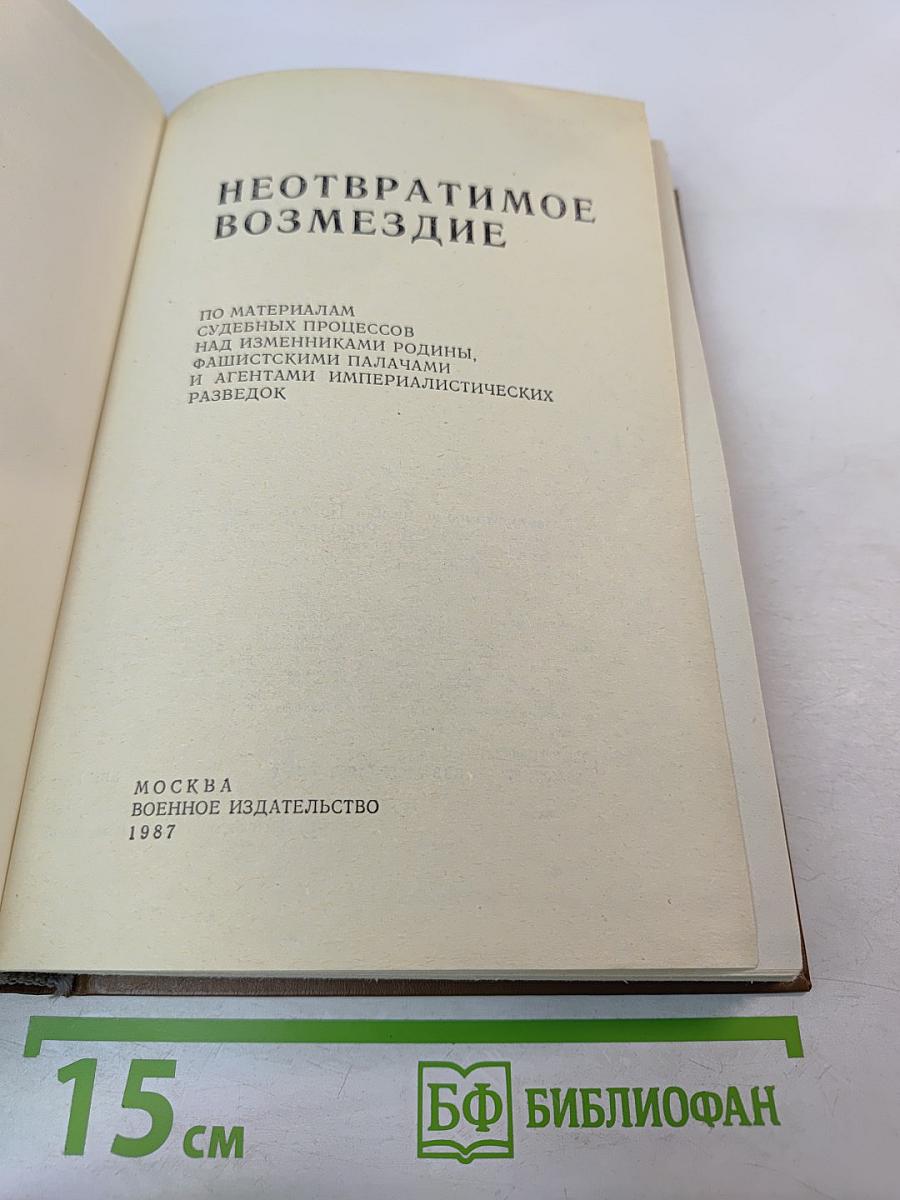 НЕОТВРАТИМОЕ
ВОЗМЕЗДИЕ
ПО МАТЕРИАЛАМ
СУДЕБНЫХ ПРОЦЕССОВ
НАД ИЗМЕННИКАМИ РОДИНЫ,
ФАШИСТСКИМИ ПАЛАЧАМИ
И АГЕНТАМИ ИМПЕРИАЛИСТИЧЕСКИХ
РАЗВЕДОК
МОСКВА
ВОЕННОЕ ИЗДАТЕЛЬСТВО
1987
15 см
БФ БИБЛИОФАН